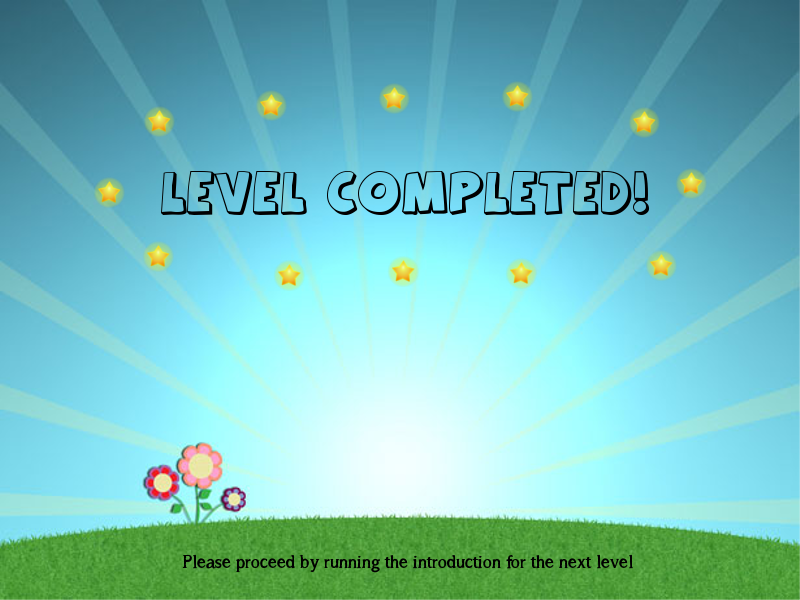 LEVEL COMPLETED!
Please proceed by running the introduction for the next level